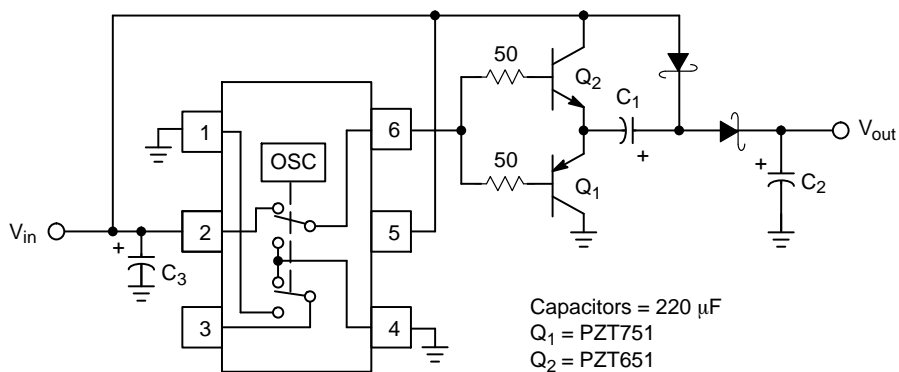 50
Q2
C1
+
Vout
+
C2
50
Q1
1
6
OSC
2
5
Vin
+
C3
3
4
Capacitors = 220 µF
Q1 = PZT751
Q2 = PZT651